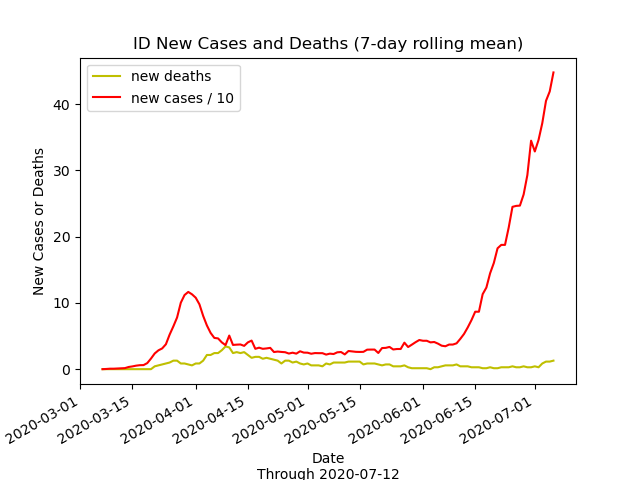 ID New Cases and Deaths (7-day rolling mean)
new deaths
new cases / 10
New Cases or Deaths
40
30
20
10
0
2020-03-01
2020-03-15
2020-04-01
2020-04-15
2020-05-01
2020-05-15
2020-06-01
2020-06-15
2020-07-01
Date
Through 2020-07-12